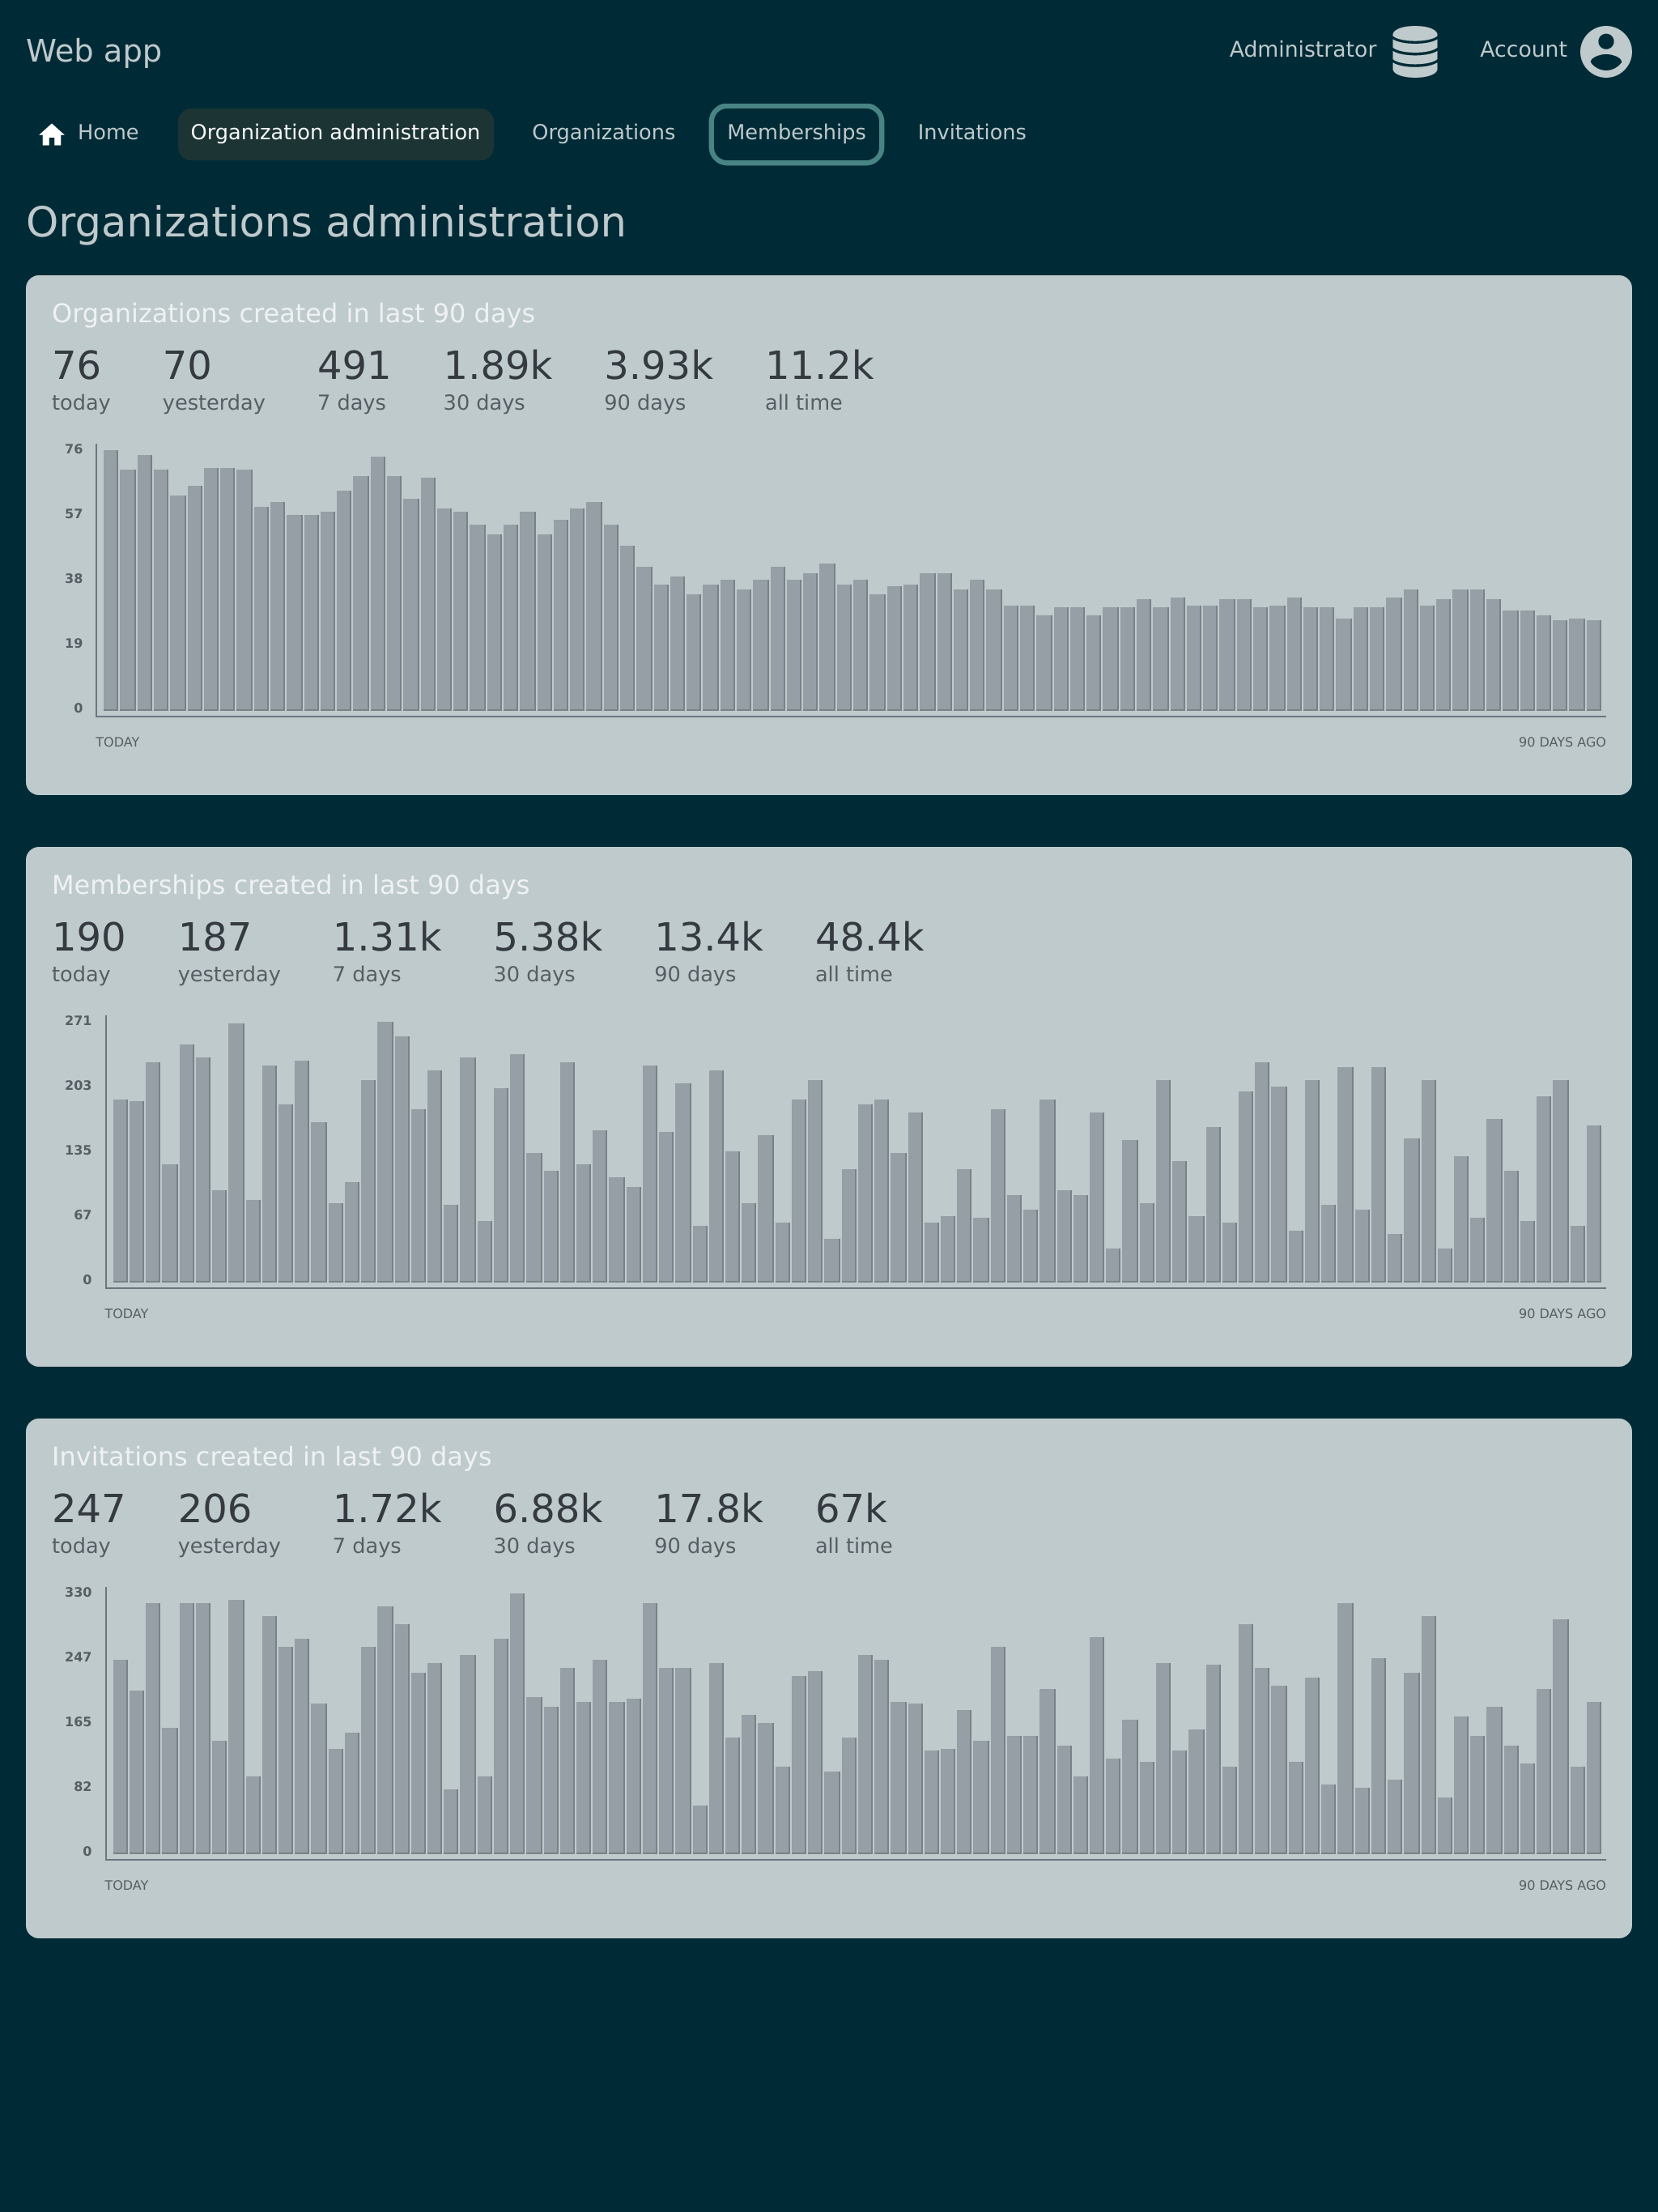 Web app
Administrator
Account
Home
Organization administration
Organizations
Memberships
Invitations
Organizations administration
Organizations created in last 90 days
76 70 491 1.89k 3.93k 11.2k
today yesterday 7 days 30 days 90 days all time
76
57
38
19
0
TODAY 90 DAYS AGO
Memberships created in last 90 days
190 187 1.31k 5.38k 13.4k 48.4k
today yesterday 7 days 30 days 90 days all time
271
203
135
67
0
TODAY 90 DAYS AGO
Invitations created in last 90 days
247 206 1.72k 6.88k 17.8k 67k
today yesterday 7 days 30 days 90 days all time
330
247
165
82
0
TODAY 90 DAYS AGO